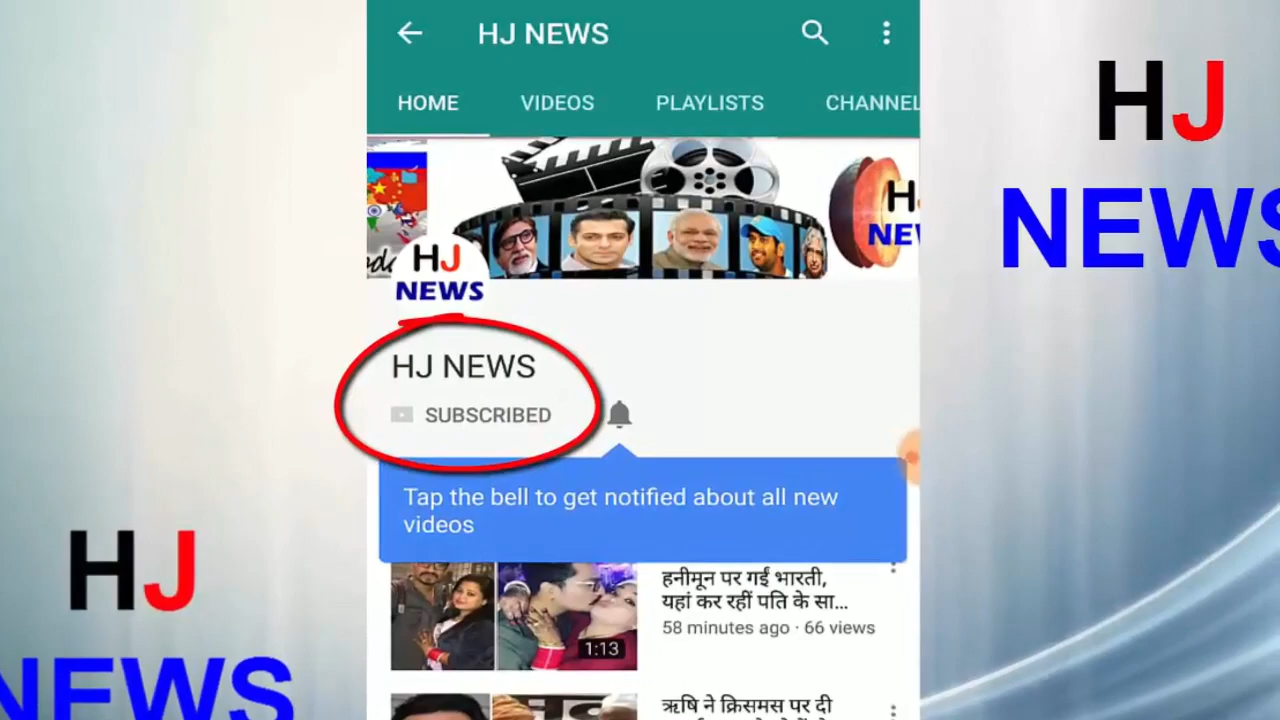 HJ NEWS
HOME VIDEOS PLAYLISTS CHANNEL
HJ
NEWS
HJ
NEWS
HJ NEWS
SUBSCRIBED
Tap the bell to get notified about all new
videos
हनीमून पर गईं भारती,
यहां कर रहीं पति के सा...
58 minutes ago · 66 views
1:13
ऋषि ने क्रिसमस पर दी
HJ
NEWS